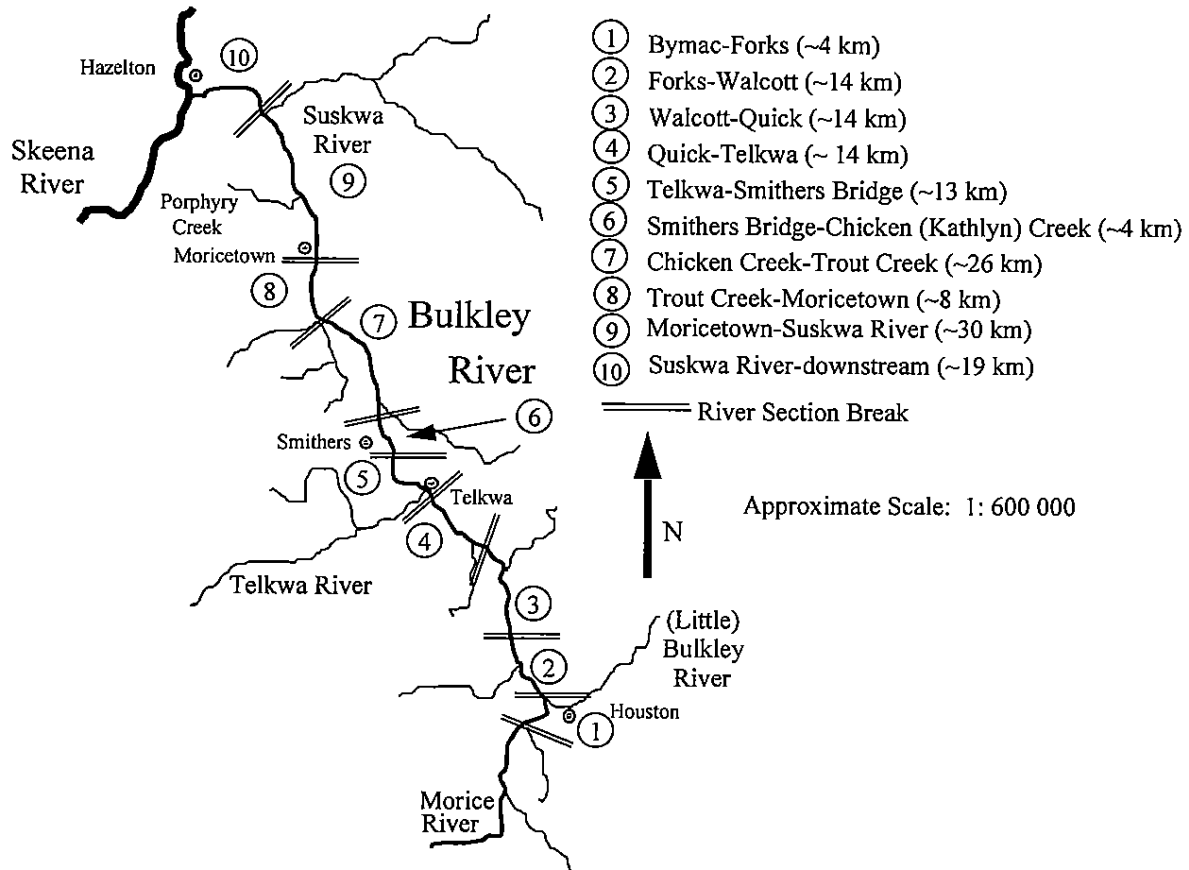 Hazelton
10
Suskwa
River
9
Skeena
River
Porphyry
Creek
Moricetown
8
7
Bulkley
River
6
Smithers
5
Telkwa
4
Telkwa River
3
(Little)
Bulkley
River
2
Houston
1
Morice
River
1 Bymac-Forks (~4 km)
2 Forks-Walcott (~14 km)
3 Walcott-Quick (~14 km)
4 Quick-Telkwa (~ 14 km)
5 Telkwa-Smithers Bridge (~13 km)
6 Smithers Bridge-Chicken (Kathlyn) Creek (~4 km)
7 Chicken Creek-Trout Creek (~26 km)
8 Trout Creek-Moricetown (~8 km)
9 Moricetown-Suskwa River (~30 km)
10 Suskwa River-downstream (~19 km)
River Section Break
N
Approximate Scale: 1: 600 000